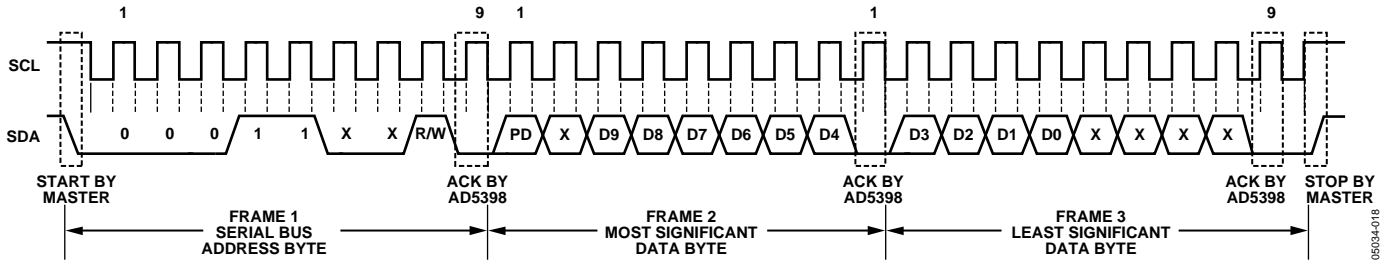 1 9 1 1 9
SCL
SDA 0 0 0 1 1 X X R/W PD X D9 D8 D7 D6 D5 D4 D3 D2 D1 D0 X X X X
START BY
MASTER
ACK BY
AD5398
ACK BY
AD5398
ACK BY
AD5398
STOP BY
MASTER
FRAME 1
SERIAL BUS
ADDRESS BYTE
FRAME 2
MOST SIGNIFICANT
DATA BYTE
FRAME 3
LEAST SIGNIFICANT
DATA BYTE
05034-018